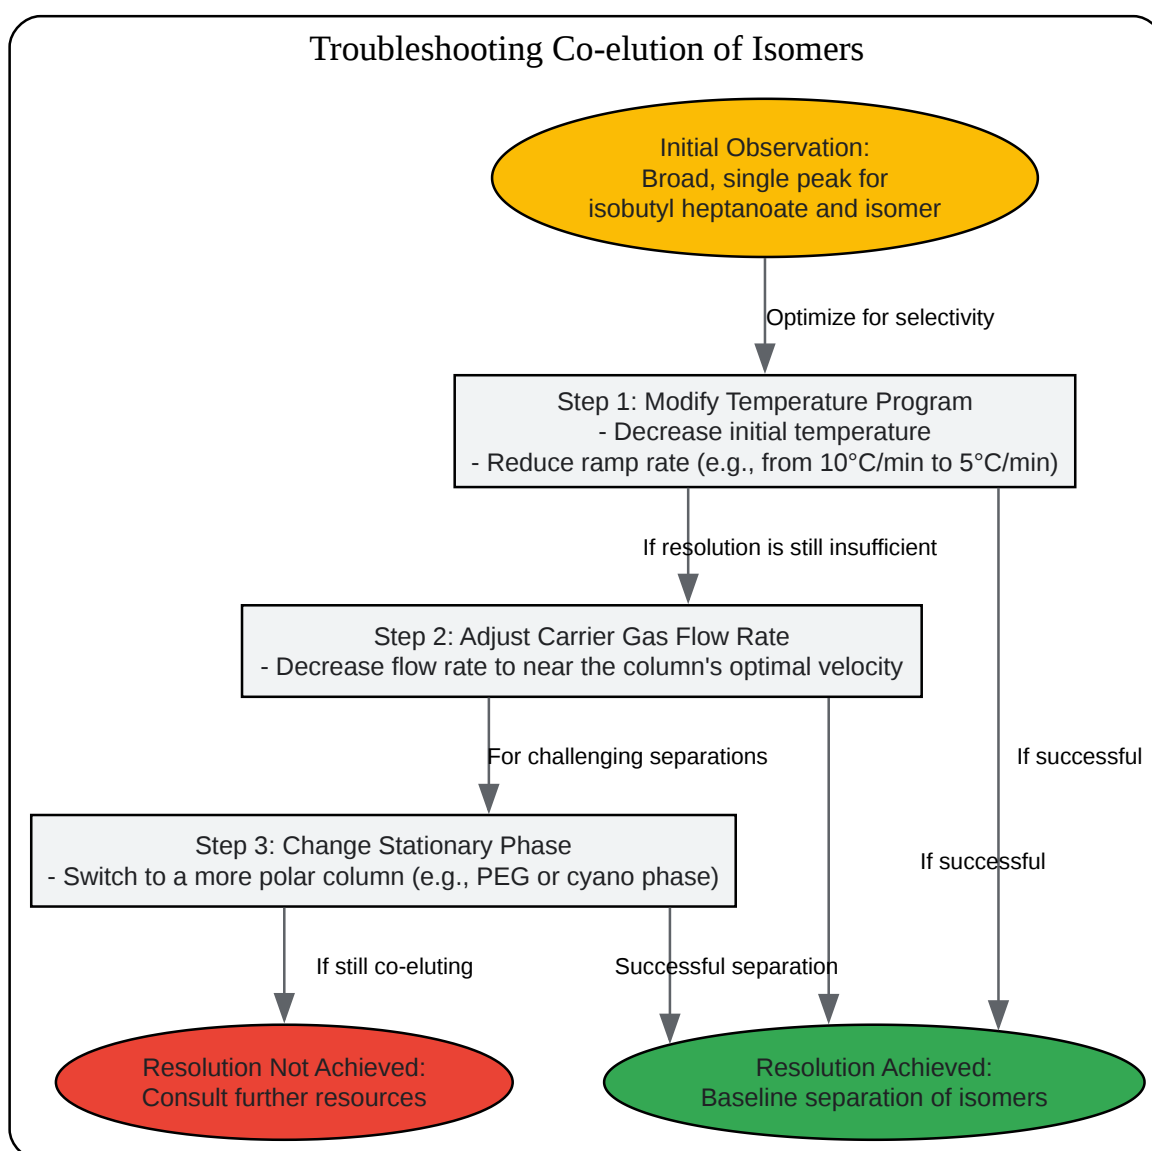 Troubleshooting Co-elution of Isomers
Initial Observation:
Broad, single peak for
isobutyl heptanoate and isomer
Optimize for selectivity
Step 1: Modify Temperature Program
- Decrease initial temperature
- Reduce ramp rate (e.g., from 10°C/min to 5°C/min)
If resolution is still insufficient
Step 2: Adjust Carrier Gas Flow Rate
- Decrease flow rate to near the column's optimal velocity
For challenging separations
If successful
Step 3: Change Stationary Phase
- Switch to a more polar column (e.g., PEG or cyano phase)
If successful
If still co-eluting
Successful separation
Resolution Not Achieved:
Consult further resources
Resolution Achieved:
Baseline separation of isomers